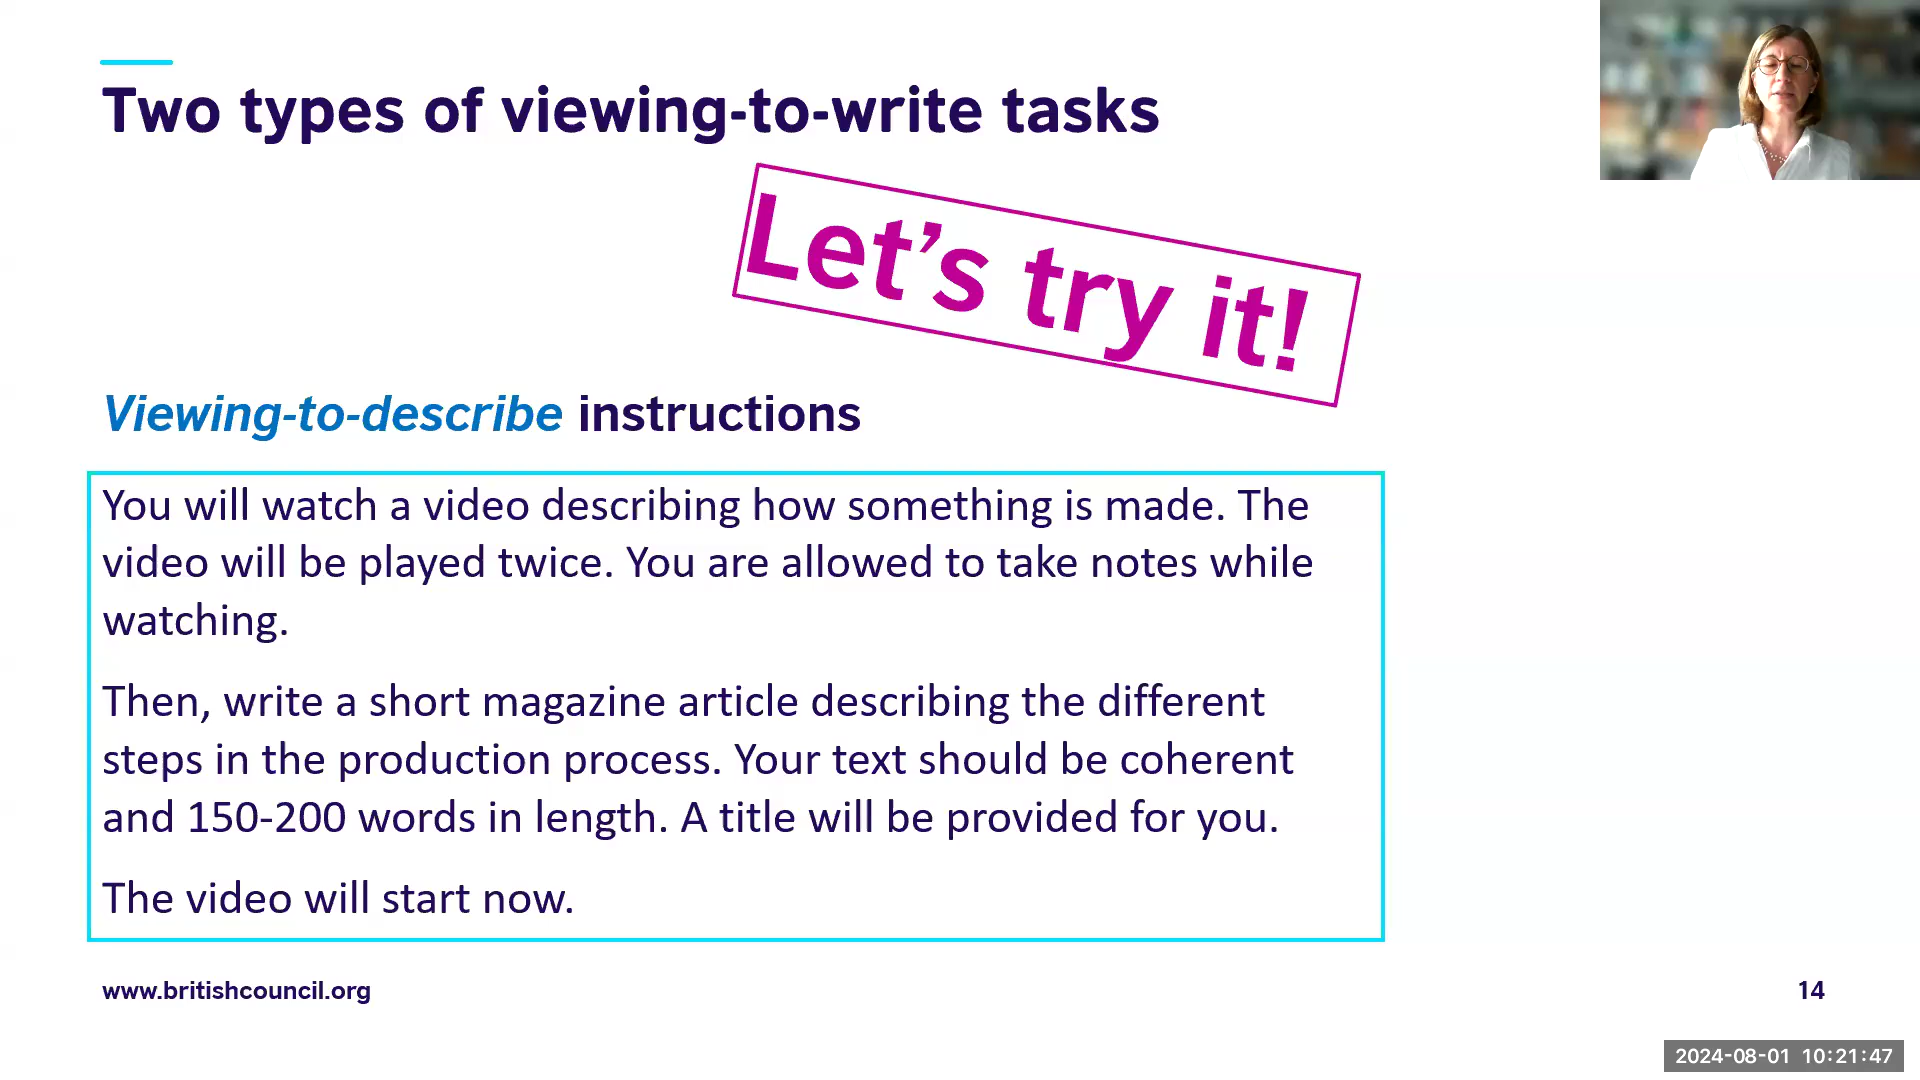 Two types of viewing-to-write tasks
Let’s try it!
Viewing-to-describe instructions
You will watch a video describing how something is made. The
video will be played twice. You are allowed to take notes while
watching.
Then, write a short magazine article describing the different
steps in the production process. Your text should be coherent
and 150-200 words in length. A title will be provided for you.
The video will start now.
www.britishcouncil.org
14
2024-08-01 10:21:47